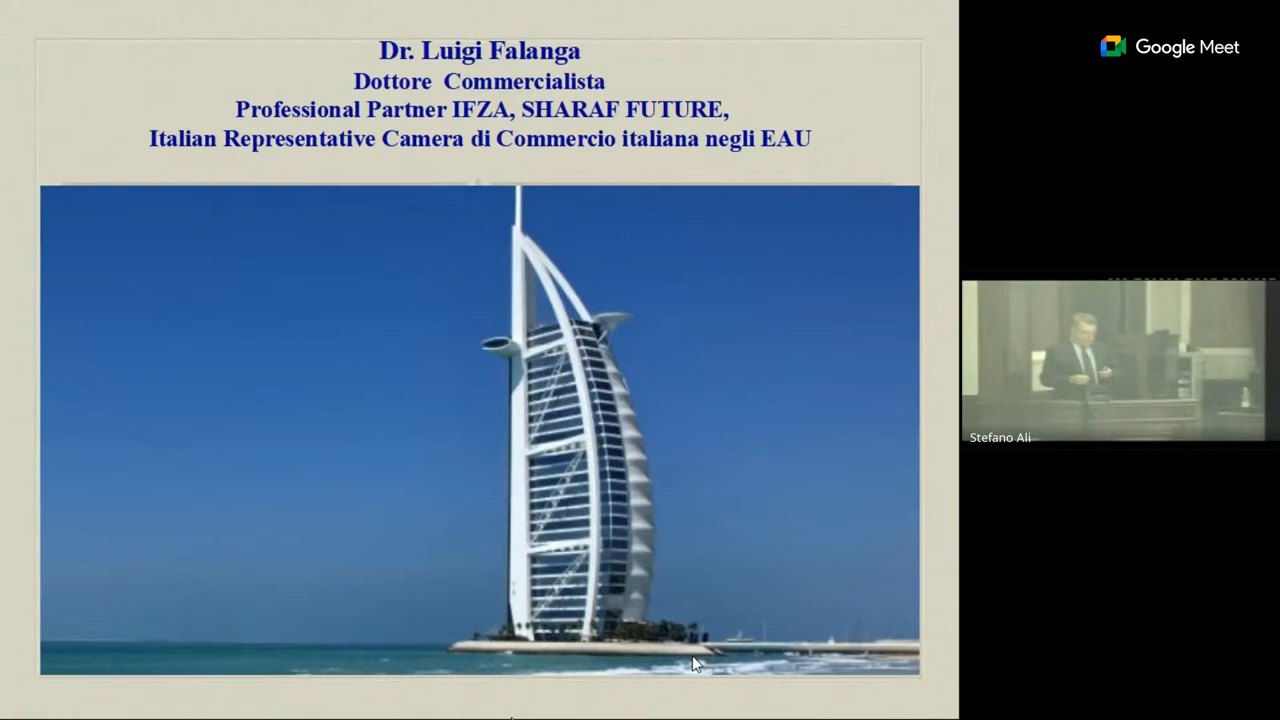 Dr. Luigi Falanga
Dottore Commercialista
Professional Partner IFZA, SHARAF FUTURE,
Italian Representative Camera di Commercio italiana negli EAU
Google Meet
Stefano Ali